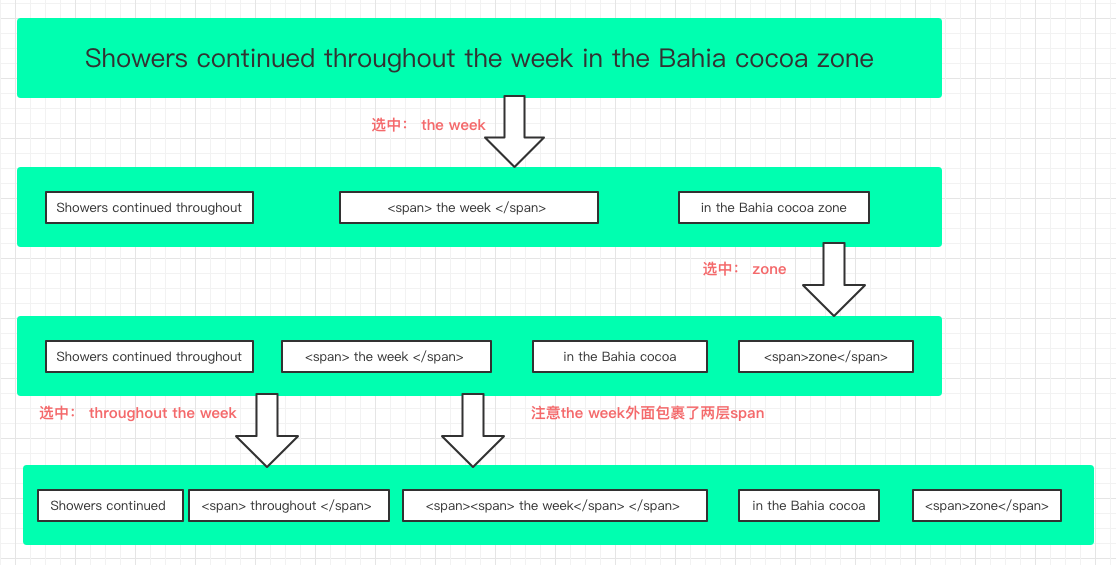 Showers continued throughout the week in the Bahia cocoa zone
选中： the week
Showers continued throughout
<span> the week </span>
in the Bahia cocoa zone
选中： zone
Showers continued throughout
<span> the week </span>
in the Bahia cocoa
<span>zone</span>
选中： throughout the week
注意the week外面包裹了两层span
Showers continued
<span> throughout </span>
<span><span> the week</span> </span>
in the Bahia cocoa
<span>zone</span>